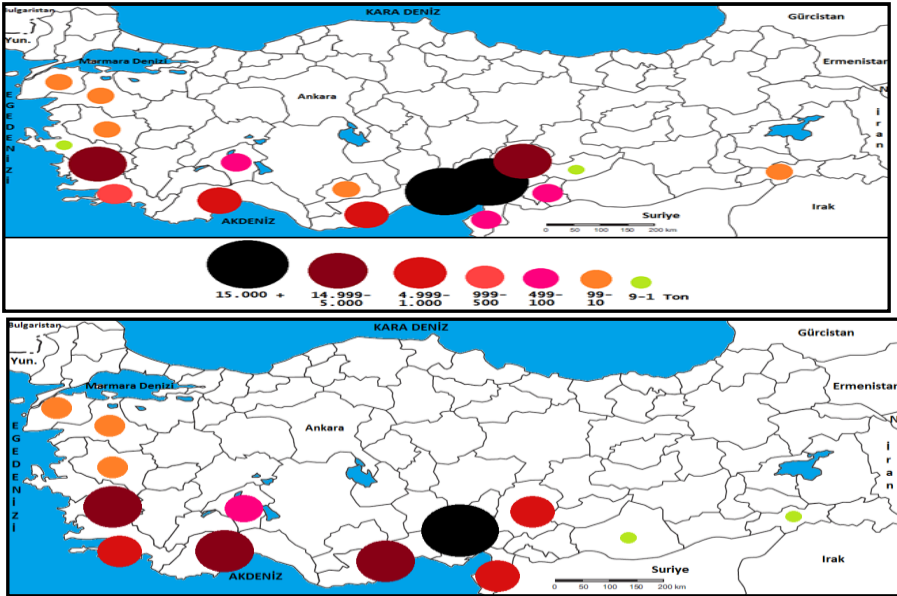 KARA DENİZ
Bulgaristan
Gürcistan
Yun.
Marmara Denizi
Ermenistan
Ankara
N
EGE DENİZİ
İran
Suriye
Irak
AKDENİZ
0 50 100 150 200 km
15.000 + 14.999-5.000 4.999-1.000 999-500 499-100 99-10 9-1 Ton
KARA DENİZ
Bulgaristan
Gürcistan
Yun.
Marmara Denizi
Ermenistan
Ankara
N
EGE DENİZİ
İran
Suriye
Irak
AKDENİZ
0 50 100 150 200 km